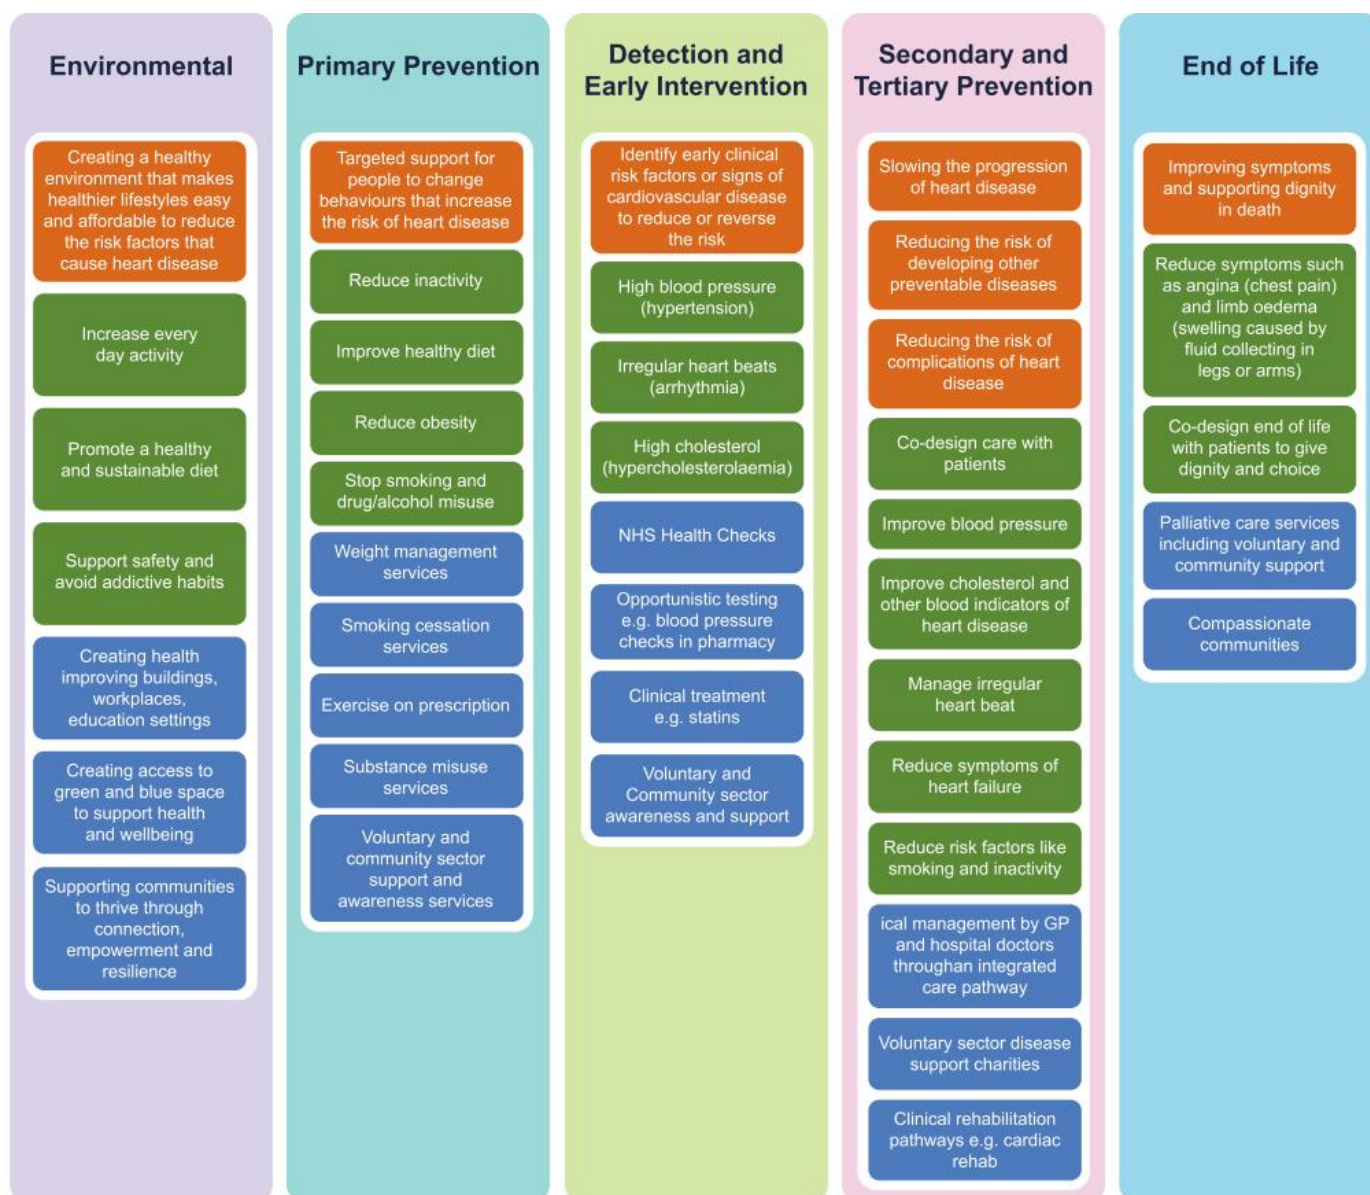 Environmental
Creating a healthy
environment that makes
healthier lifestyles easy
and affordable to reduce
the risk factors that
cause heart disease
Increase every
day activity
Promote a healthy
and sustainable diet
Support safety and
avoid addictive habits
Creating health
improving buildings,
workplaces,
education settings
Creating access to
green and blue space
to support health
and wellbeing
Supporting communities
to thrive through
connection,
empowerment and
resilience
Primary Prevention
Targeted support for
people to change
behaviours that increase
the risk of heart disease
Reduce inactivity
Improve healthy diet
Reduce obesity
Stop smoking and
drug/alcohol misuse
Weight management
services
Smoking cessation
services
Exercise on prescription
Substance misuse
services
Voluntary and
community sector
support and
awareness services
Detection and
Early Intervention
Identify early clinical
risk factors or signs of
cardiovascular disease
to reduce or reverse
the risk
High blood pressure
(hypertension)
Irregular heart beats
(arrhythmia)
High cholesterol
(hypercholesterolaemia)
NHS Health Checks
Opportunistic testing
e.g. blood pressure
checks in pharmacy
Clinical treatment
e.g. statins
Voluntary and
Community sector
awareness and support
Secondary and
Tertiary Prevention
Slowing the progression
of heart disease
Reducing the risk of
developing other
preventable diseases
Reducing the risk of
complications of heart
disease
Co-design care with
patients
Improve blood pressure
Improve cholesterol and
other blood indicators of
heart disease
Manage irregular
heart beat
Reduce symptoms of
heart failure
Reduce risk factors like
smoking and inactivity
ical management by GP
and hospital doctors
throughan integrated
care pathway
Voluntary sector disease
support charities
Clinical rehabilitation
pathways e.g. cardiac
rehab
End of Life
Improving symptoms
and supporting dignity
in death
Reduce symptoms such
as angina (chest pain)
and limb oedema
(swelling caused by
fluid collecting in
legs or arms)
Co-design end of life
with patients to give
dignity and choice
Palliative care services
including voluntary and
community support
Compassionate
communities